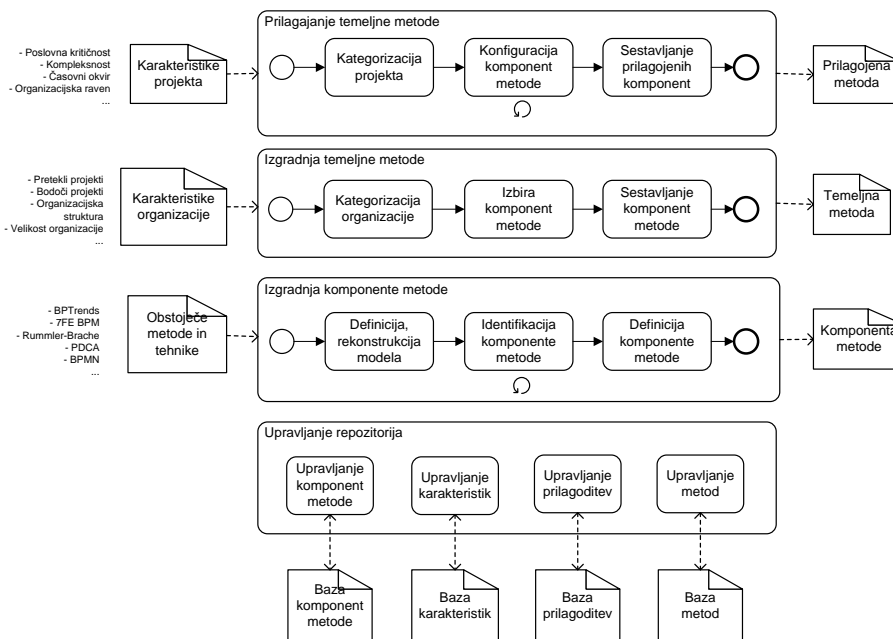 Prilagajanje temeljne metode
- Poslovna kritičnost
- Kompleksnost
- Časovni okvir
- Organizacijska raven
...
Karakteristike
projekta
Kategorizacija
projekta
Konfiguracija
komponent
metode
Sestavljanje
prilagojenih
komponent
Prilagojena
metoda
Izgradnja temeljne metode
- Pretekli projekti
- Bodoči projekti
- Organizacijska
struktura
- Velikost organizacije
...
Karakteristike
organizacije
Kategorizacija
organizacije
Izbira
komponent
metode
Sestavljanje
komponent
metode
Temeljna
metoda
Izgradnja komponente metode
- BPTrends
- 7FE BPM
- Rummler-Brache
- PDCA
- BPMN
...
Obstoječe
metode in
tehnike
Definicija,
rekonstrukcija
modela
Identifikacija
komponente
metode
Definicija
komponente
metode
Komponenta
metode
Upravljanje repozitorija
Upravljanje
komponent
metode
Upravljanje
karakteristik
Upravljanje
prilagoditev
Upravljanje
metod
Baza
komponent
metode
Baza
karakteristik
Baza
prilagoditev
Baza
metod